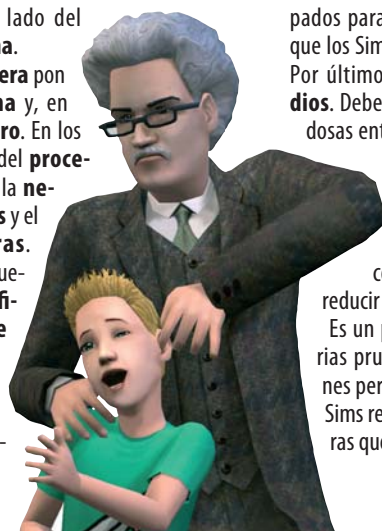 lado del
na.
era pon
na y, en
ro. En los
del proce-
la ne-
s y el
ras.
ue-
fi-
e
-
pados para
que los Sim
Por último
dios. Debe
dosas ent
c
reducir
Es un p
rias pru
nes per
Sims re
ras que